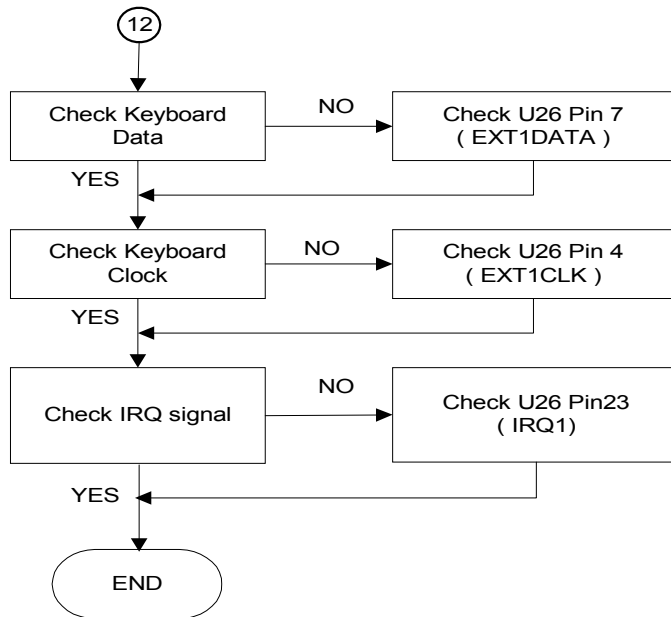 12
Check Keyboard
Data
NO
Check U26 Pin 7
( EXT1DATA )
YES
Check Keyboard
Clock
NO
Check U26 Pin 4
( EXT1CLK )
YES
Check IRQ signal
NO
Check U26 Pin23
( IRQ1)
YES
END